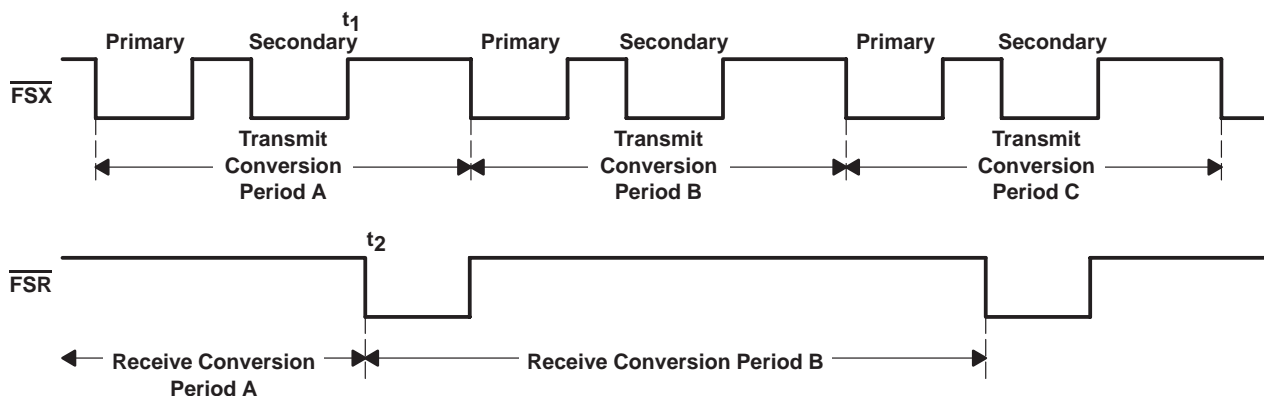 t1
Primary Secondary Primary Secondary Primary Secondary
FSX
Transmit Conversion Period A
Transmit Conversion Period B
Transmit Conversion Period C
t2
FSR
Receive Conversion Period A
Receive Conversion Period B